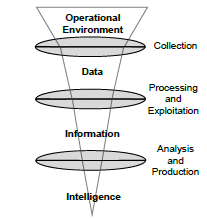 Operational
Environment
Collection
Data
Processing
and
Exploitation
Information
Analysis
and
Production
Intelligence